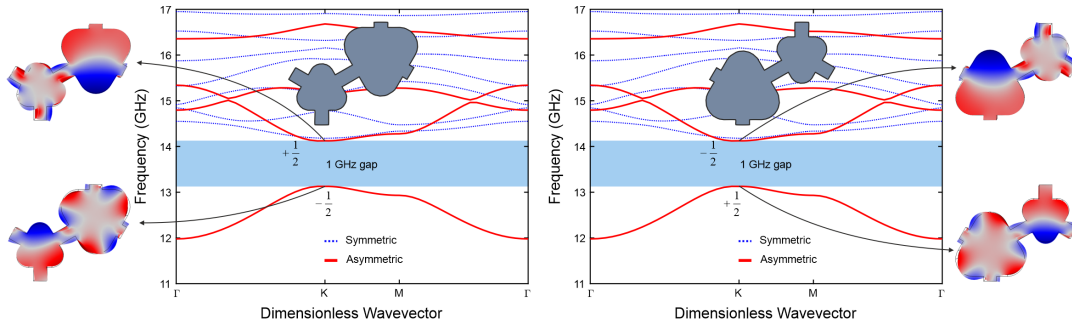 17
16
15
14
13
12
11
Frequency (GHz)
+1/2
1 GHz gap
-1/2
Symmetric
Asymmetric
Γ K M Γ
Dimensionless Wavevector
17
16
15
14
13
12
11
Frequency (GHz)
-1/2
1 GHz gap
+1/2
Symmetric
Asymmetric
Γ K M Γ
Dimensionless Wavevector